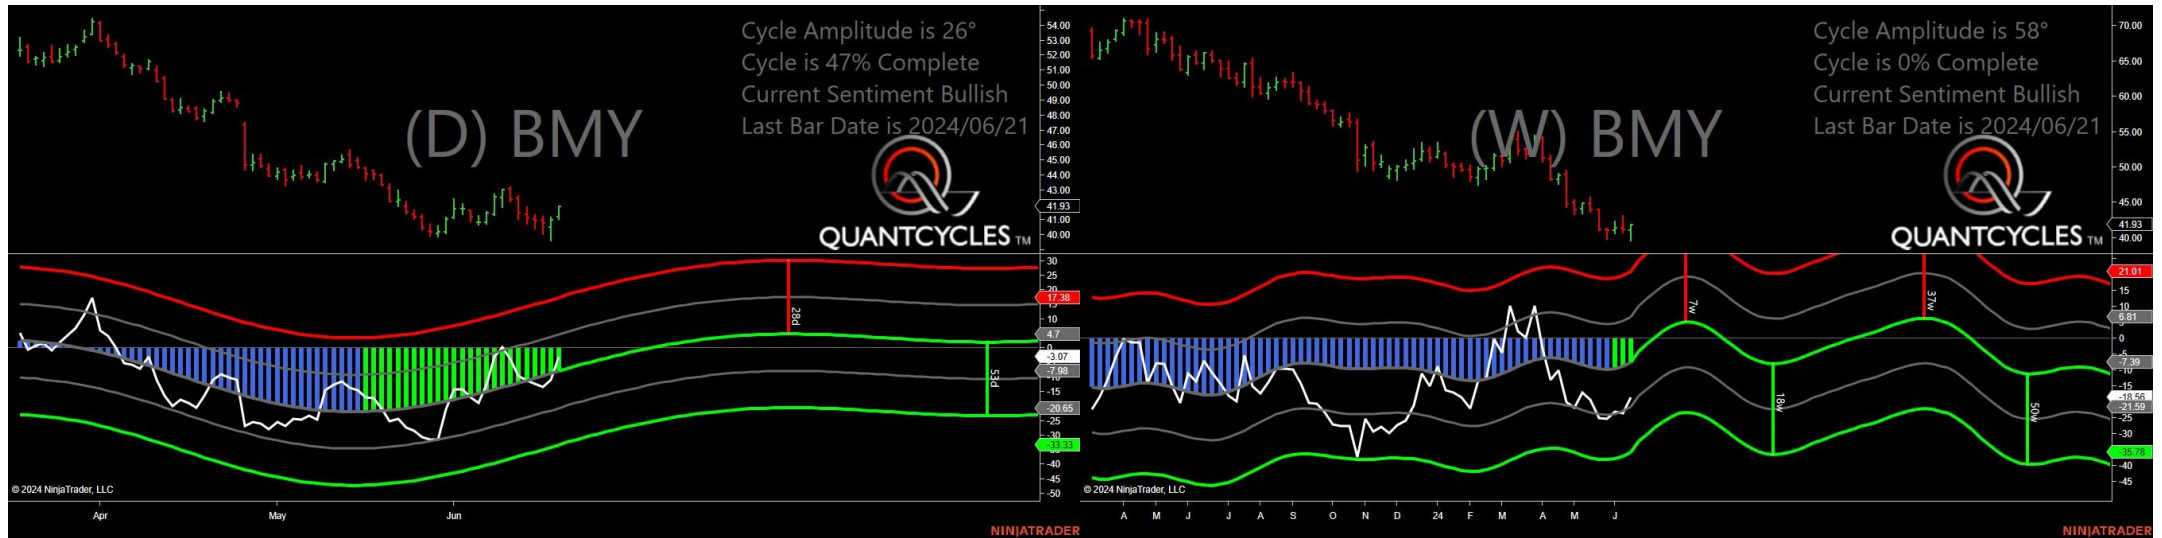 Cycle Amplitude is 26°
Cycle is 47% Complete
Current Sentiment Bullish
Last Bar Date is 2024/06/21
(D) BMY
QUANTCYCLES TM
54.00
53.00
52.00
51.00
50.00
49.00
48.00
47.00
46.00
45.00
44.00
43.00
41.93
41.00
40.00
30
25
20
17.38
15
10
4.7
0
-3.07
-7.98
-10
-15
-20.65
-25
-30
-33.33
-40
-45
-50
28d
53d
© 2024 NinjaTrader, LLC
Apr May Jun
NINJATRADER
Cycle Amplitude is 58°
Cycle is 0% Complete
Current Sentiment Bullish
Last Bar Date is 2024/06/21
(W) BMY
QUANTCYCLES TM
70.00
65.00
60.00
55.00
50.00
45.00
41.93
40.00
21.01
15
10
6.81
5
0
-5
-7.39
-10
-15
-18.56
-21.59
-25
-30
-35.78
-40
-45
7w
18w
37w
50w
© 2024 NinjaTrader, LLC
A M J J A S O N D 24 F M A M J
NINJATRADER